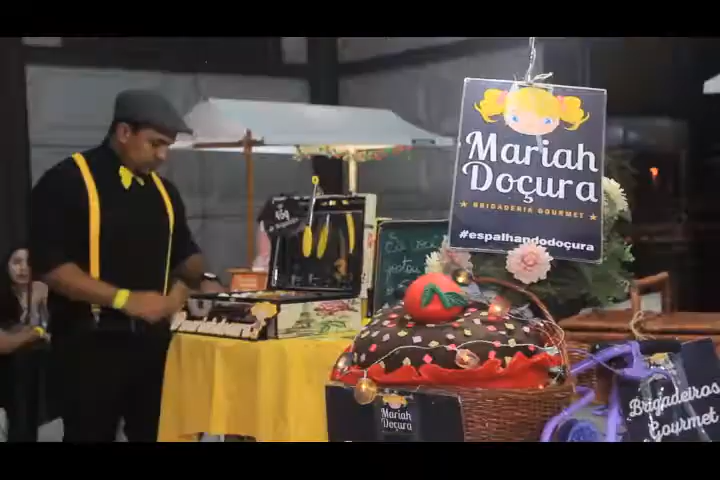 Mariah
Doçura
★ BRIGADERIA GOURMET ★
#espalhandodoçura
Mariah
Doçura
Brigadeiros
Gourmet